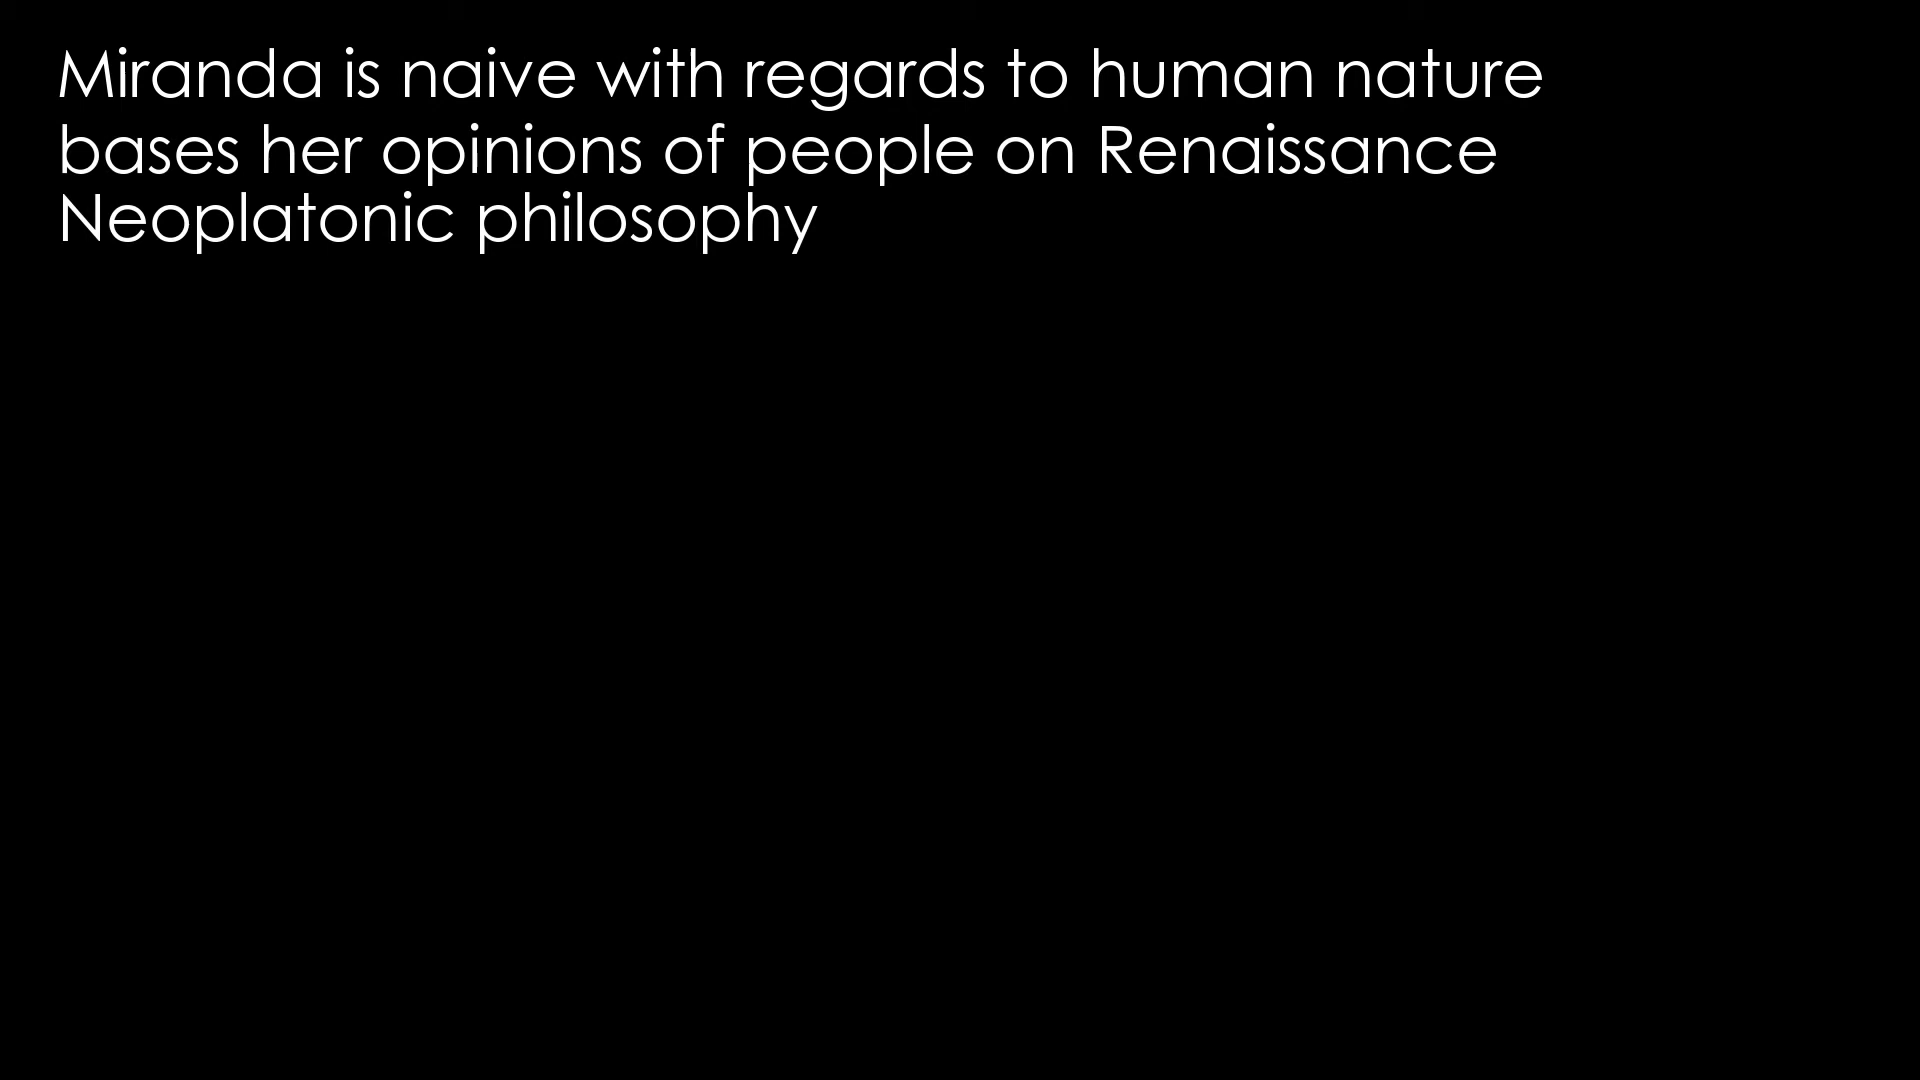 Miranda is naive with regards to human nature
bases her opinions of people on Renaissance
Neoplatonic philosophy